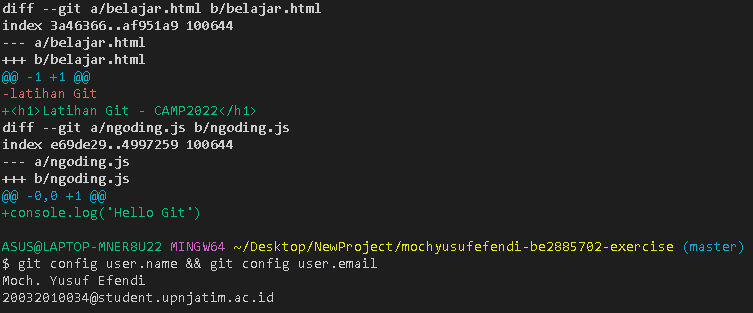 diff --git a/belajar.html b/belajar.html
index 3a46366..af951a9 100644
--- a/belajar.html
+++ b/belajar.html
@@ -1 +1 @@
-latihan Git
+<h1>Latihan Git - CAMP2022</h1>
diff --git a/ngoding.js b/ngoding.js
index e69de29..4997259 100644
--- a/ngoding.js
+++ b/ngoding.js
@@ -0,0 +1 @@
+console.log('Hello Git')
ASUS@LAPTOP-MNER8U22 MINGW64 ~/Desktop/NewProject/mochyusufefendi-be2885702-exercise (master)
$ git config user.name && git config user.email
Moch. Yusuf Efendi
20032010034@student.upnjatim.ac.id